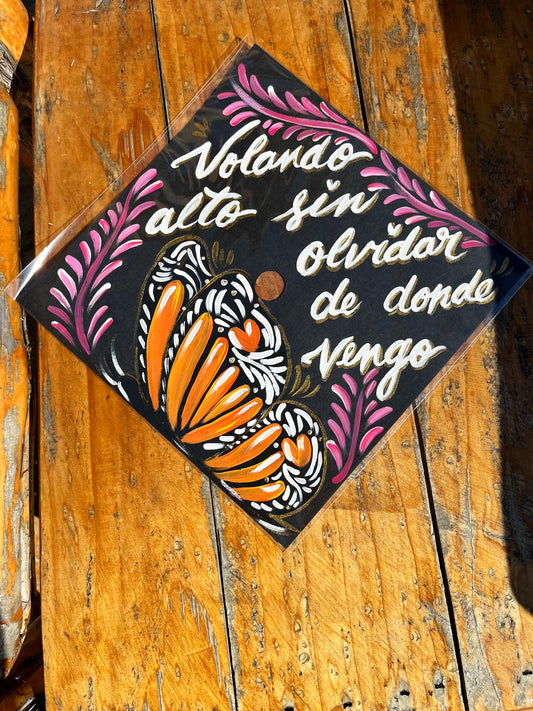 Volando
alto sin
olvidar
de donde
vengo